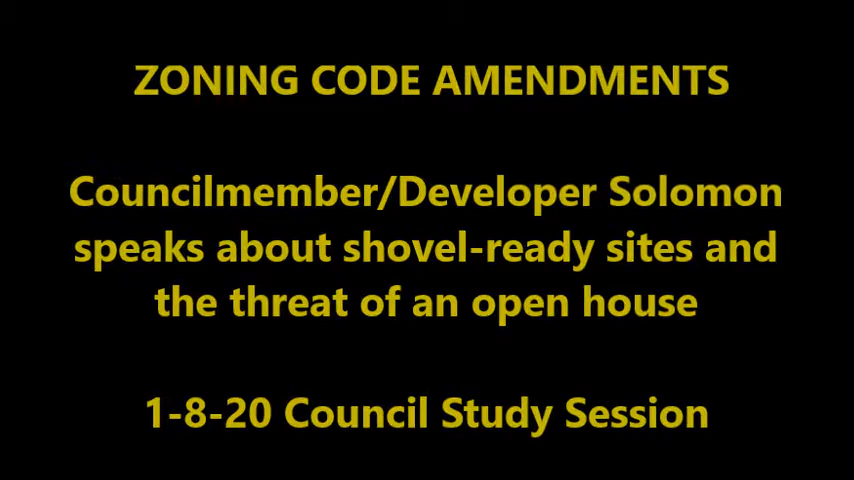 ZONING CODE AMENDMENTS
Councilmember/Developer Solomon
speaks about shovel-ready sites and
the threat of an open house
1-8-20 Council Study Session